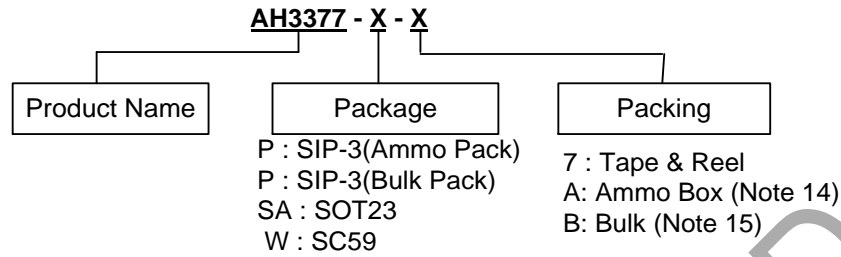 AH3377 - X - X
Product Name
Package
Packing
P : SIP-3(Ammo Pack)
P : SIP-3(Bulk Pack)
SA : SOT23
W : SC59
7 : Tape & Reel
A: Ammo Box (Note 14)
B: Bulk (Note 15)